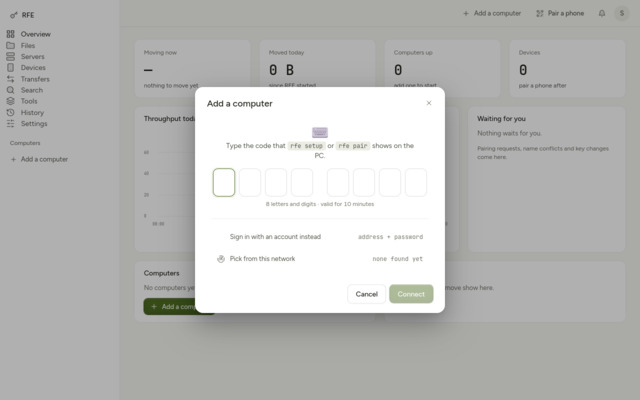 RFE
Add a computer
Pair a phone
S
Overview
Files
Servers
Devices
Transfers
Search
Tools
History
Settings
Computers
Add a computer
Moving now
—
nothing to move yet
Moved today
0 B
since RFE started
Computers up
0
add one to start
Devices
0
pair a phone after
Throughput
60
40
20
0
00:00
Waiting for you
Nothing waits for you.
Pairing requests, name conflicts and key changes
come here.
Computers
No computers
Add a
move show here.
Add a computer
Type the code that rfe setup or rfe pair shows on the
PC.
8 letters and digits · valid for 10 minutes
Sign in with an account instead
address + password
Pick from this network
none found yet
Cancel
Connect